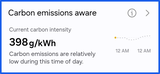 Carbon emissions aware
Current carbon intensity
398 g/kWh
12 AM 12 AM
Carbon emissions are relatively
low during this time of day.